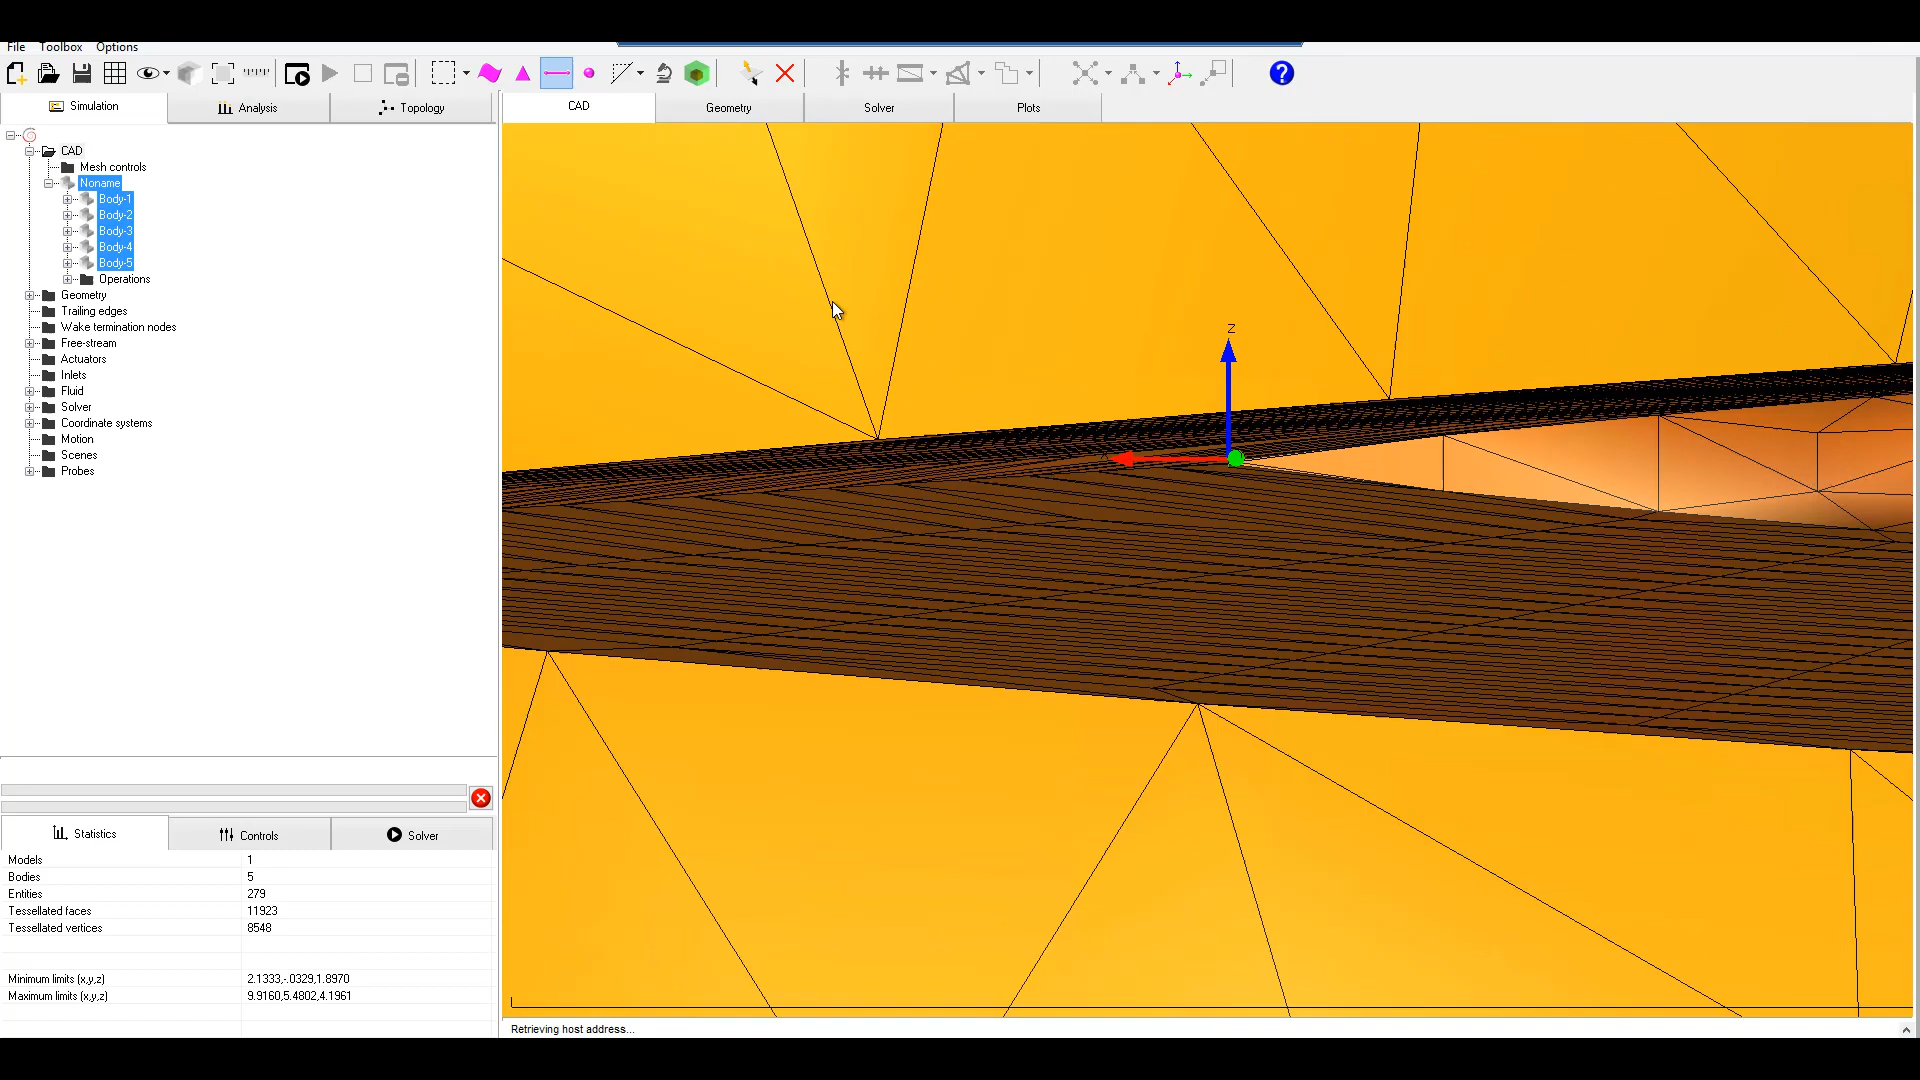 File Toolbox Options
Simulation Analysis Topology
CAD Geometry Solver Plots
CAD
Mesh controls
Noname
Body-1
Body-2
Body-3
Body-4
Body-5
Operations
Geometry
Trailing edges
Wake termination nodes
Free-stream
Actuators
Inlets
Fluid
Solver
Coordinate systems
Motion
Scenes
Probes
Z
Statistics Controls Solver
Models 1
Bodies 5
Entities 279
Tessellated faces 11923
Tessellated vertices 8548
Minimum limits (x,y,z) 2.1333,-.0329,1.8970
Maximum limits (x,y,z) 9.9160,5.4802,4.1961
Retrieving host address...